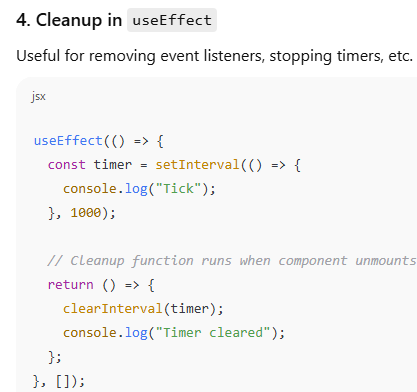 4. Cleanup in useEffect
Useful for removing event listeners, stopping timers, etc.
jsx
useEffect(() => {
  const timer = setInterval(() => {
    console.log("Tick");
  }, 1000);

  // Cleanup function runs when component unmounts
  return () => {
    clearInterval(timer);
    console.log("Timer cleared");
  };
}, []);